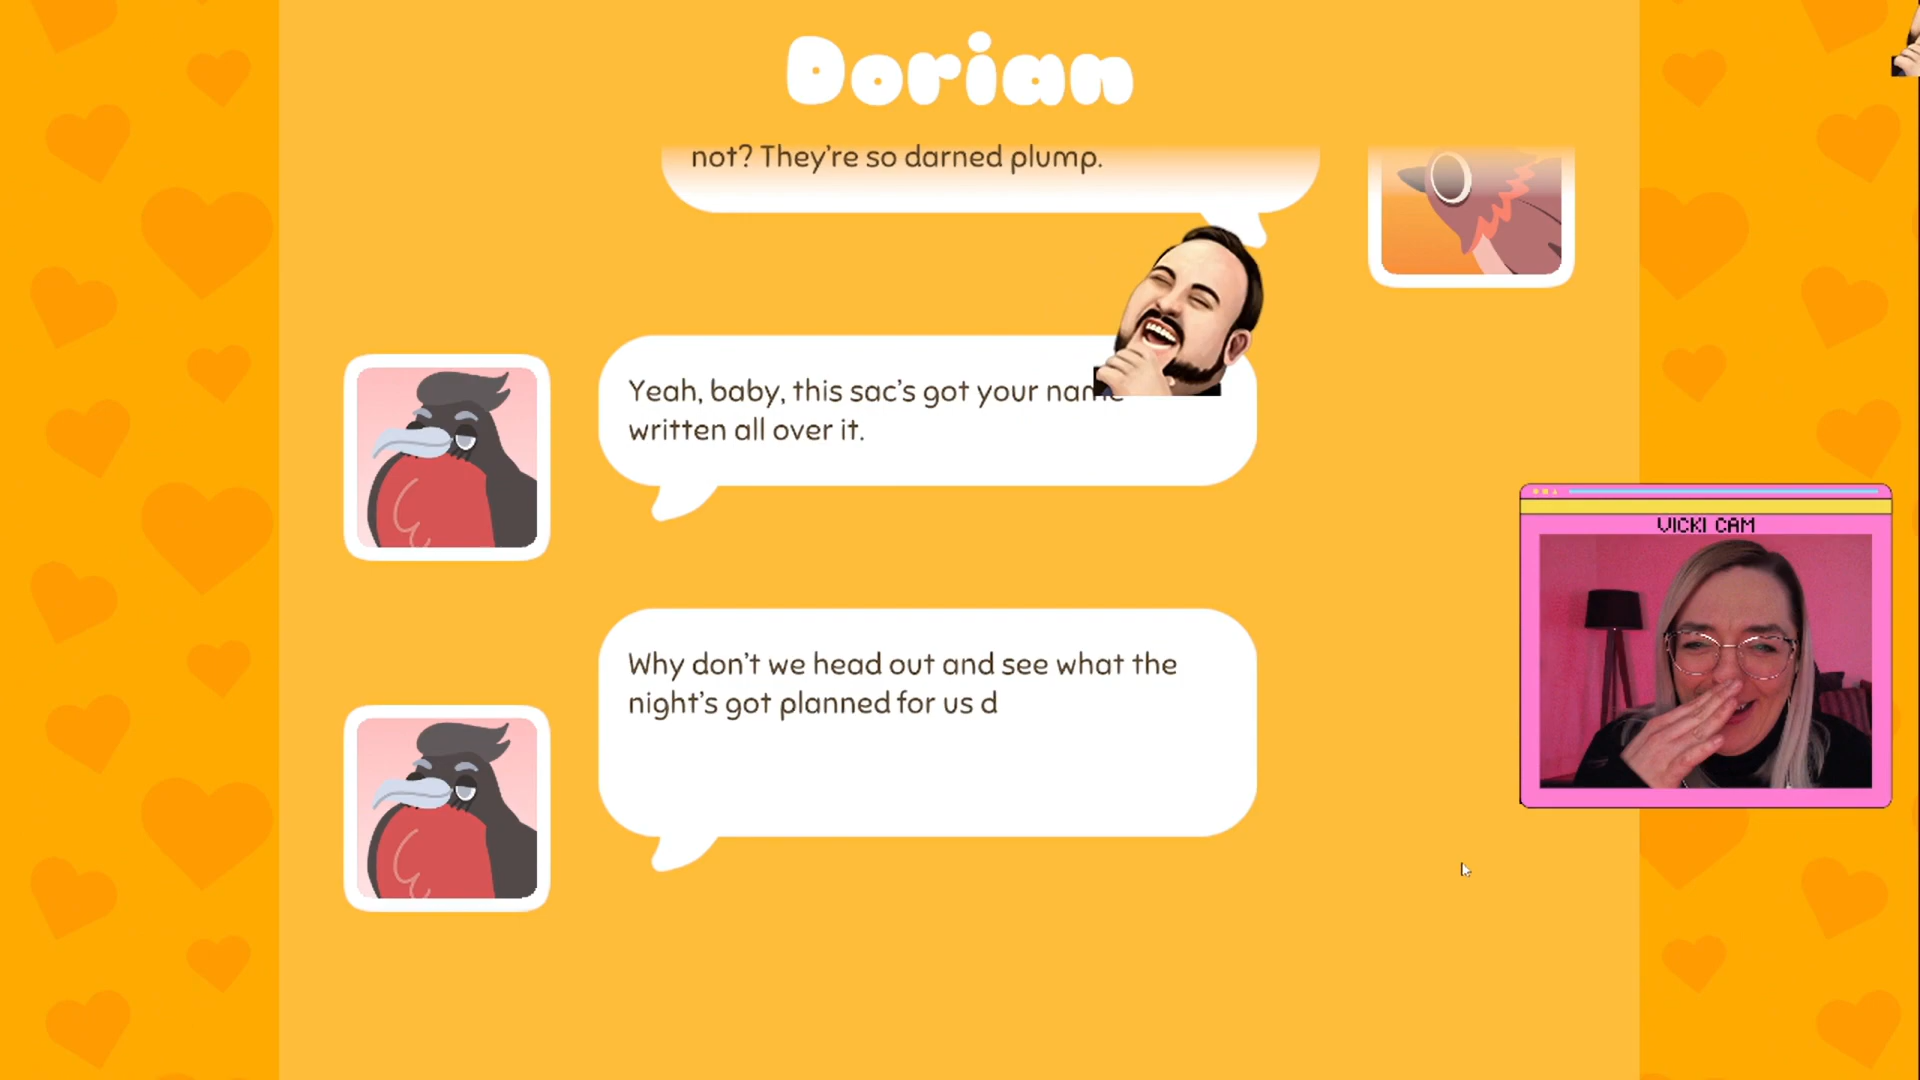 Dorian
not? They're so darned plump.
Yeah, baby, this sac's got your name
written all over it.
Why don't we head out and see what the
night's got planned for us d
VICKI CAM